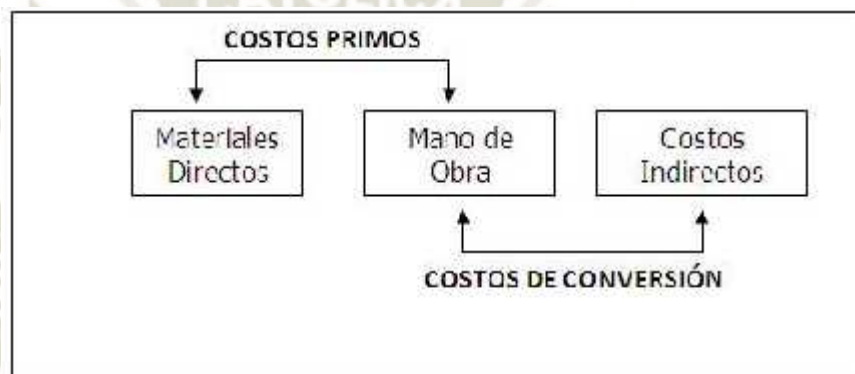 COSTOS PRIMOS
Materiales
Directos
Mano de
Obra
Costos
Indirectos
COSTOS DE CONVERSIÓN